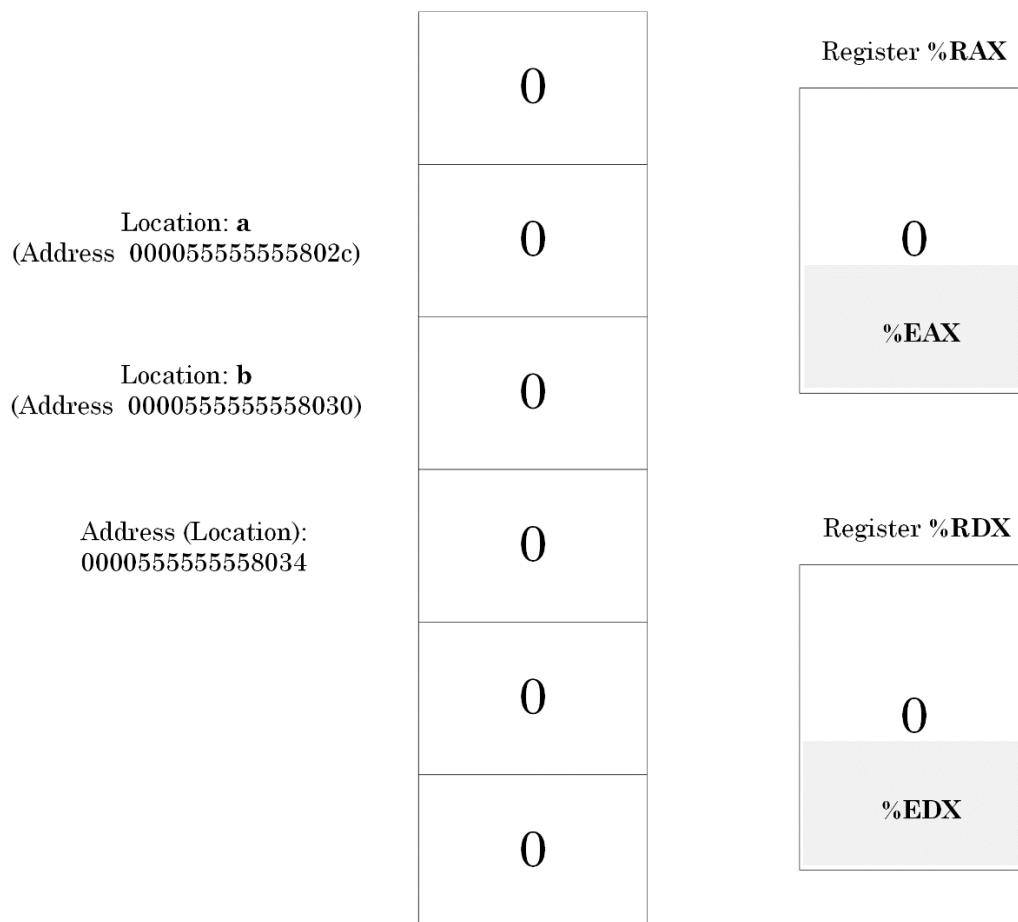 0
Register %RAX
Location: a
(Address 000055555555802c)
0
0
%EAX
Location: b
(Address 0000555555558030)
0
Address (Location):
0000555555558034
0
Register %RDX
0
0
%EDX
0